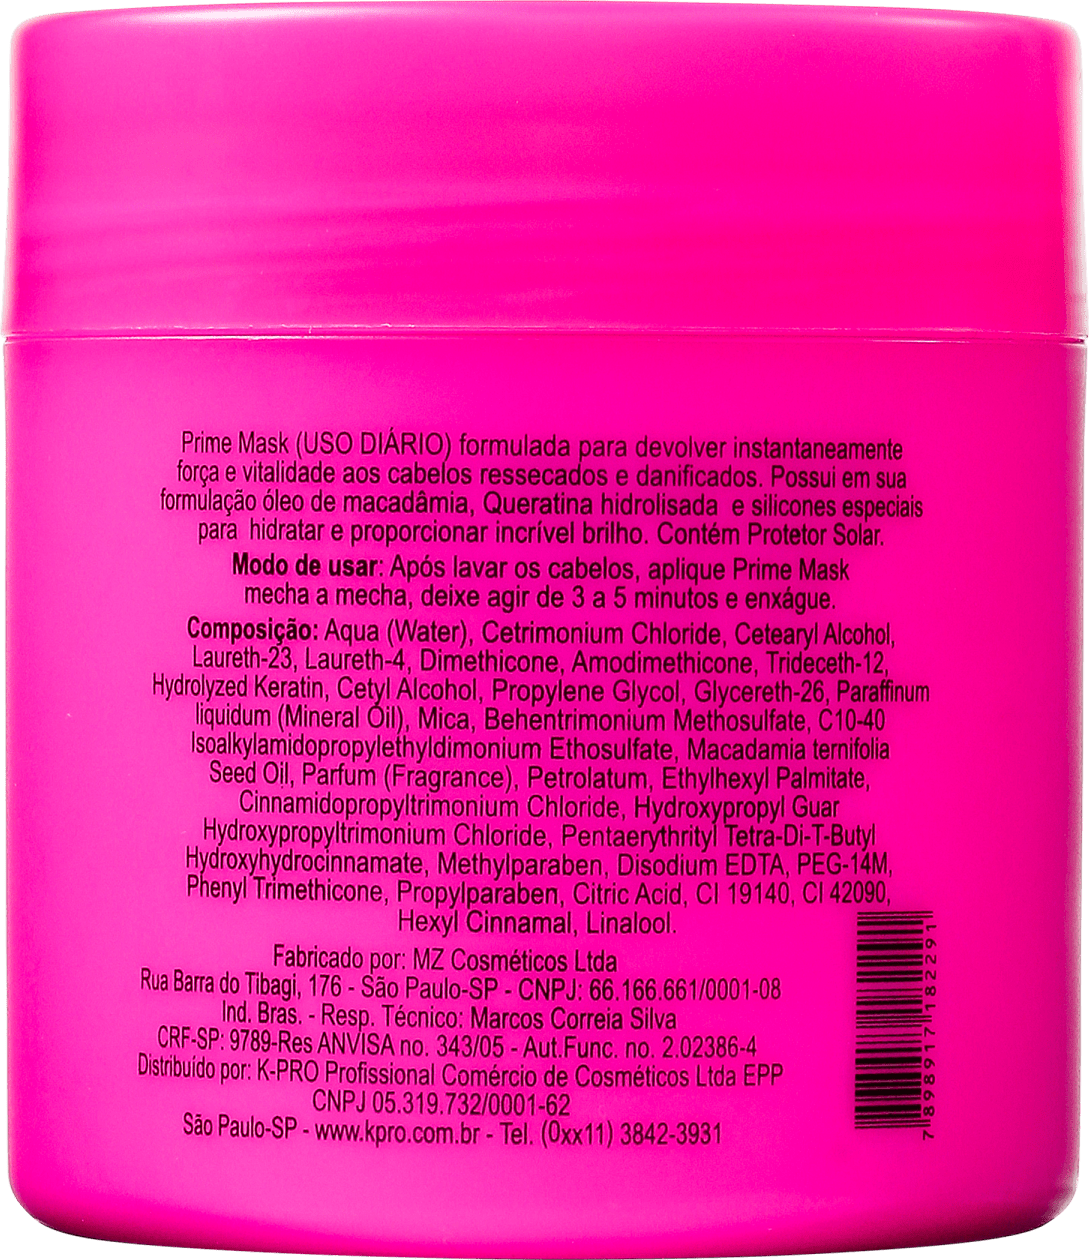 Prime Mask (USO DIÁRIO) formulada para devolver instantaneamente
força e vitalidade aos cabelos ressecados e danificados. Possui em sua
formulação óleo de macadâmia, Queratina hidrolisada e silicones especiais
para hidratar e proporcionar incrível brilho. Contém Protetor Solar.
Modo de usar: Após lavar os cabelos, aplique Prime Mask
mecha a mecha, deixe agir de 3 a 5 minutos e enxágue.
Composição: Aqua (Water), Cetrimonium Chloride, Cetearyl Alcohol,
Laureth-23, Laureth-4, Dimethicone, Amodimethicone, Trideceth-12,
Hydrolyzed Keratin, Cetyl Alcohol, Propylene Glycol, Glycereth-26, Paraffinum
liquidum (Mineral Oil), Mica, Behentrimonium Methosulfate, C10-40
Isoalkylamidopropylethyldimonium Ethosulfate, Macadamia ternifolia
Seed Oil, Parfum (Fragrance), Petrolatum, Ethylhexyl Palmitate,
Cinnamidopropyltrimonium Chloride, Hydroxypropyl Guar
Hydroxypropyltrimonium Chloride, Pentaerythrityl Tetra-Di-T-Butyl
Hydroxyhydrocinnamate, Methylparaben, Disodium EDTA, PEG-14M,
Phenyl Trimethicone, Propylparaben, Citric Acid, CI 19140, CI 42090,
Hexyl Cinnamal, Linalool.
Fabricado por: MZ Cosméticos Ltda
Rua Barra do Tibagi, 176 - São Paulo-SP - CNPJ: 66.166.661/0001-08
Ind. Bras. - Resp. Técnico: Marcos Correia Silva
CRF-SP: 9789-Res ANVISA no. 343/05 - Aut.Func. no. 2.02386-4
Distribuído por: K-PRO Profissional Comércio de Cosméticos Ltda EPP
CNPJ 05.319.732/0001-62
São Paulo-SP - www.kpro.com.br - Tel. (0xx11) 3842-3931
7 898917 182291